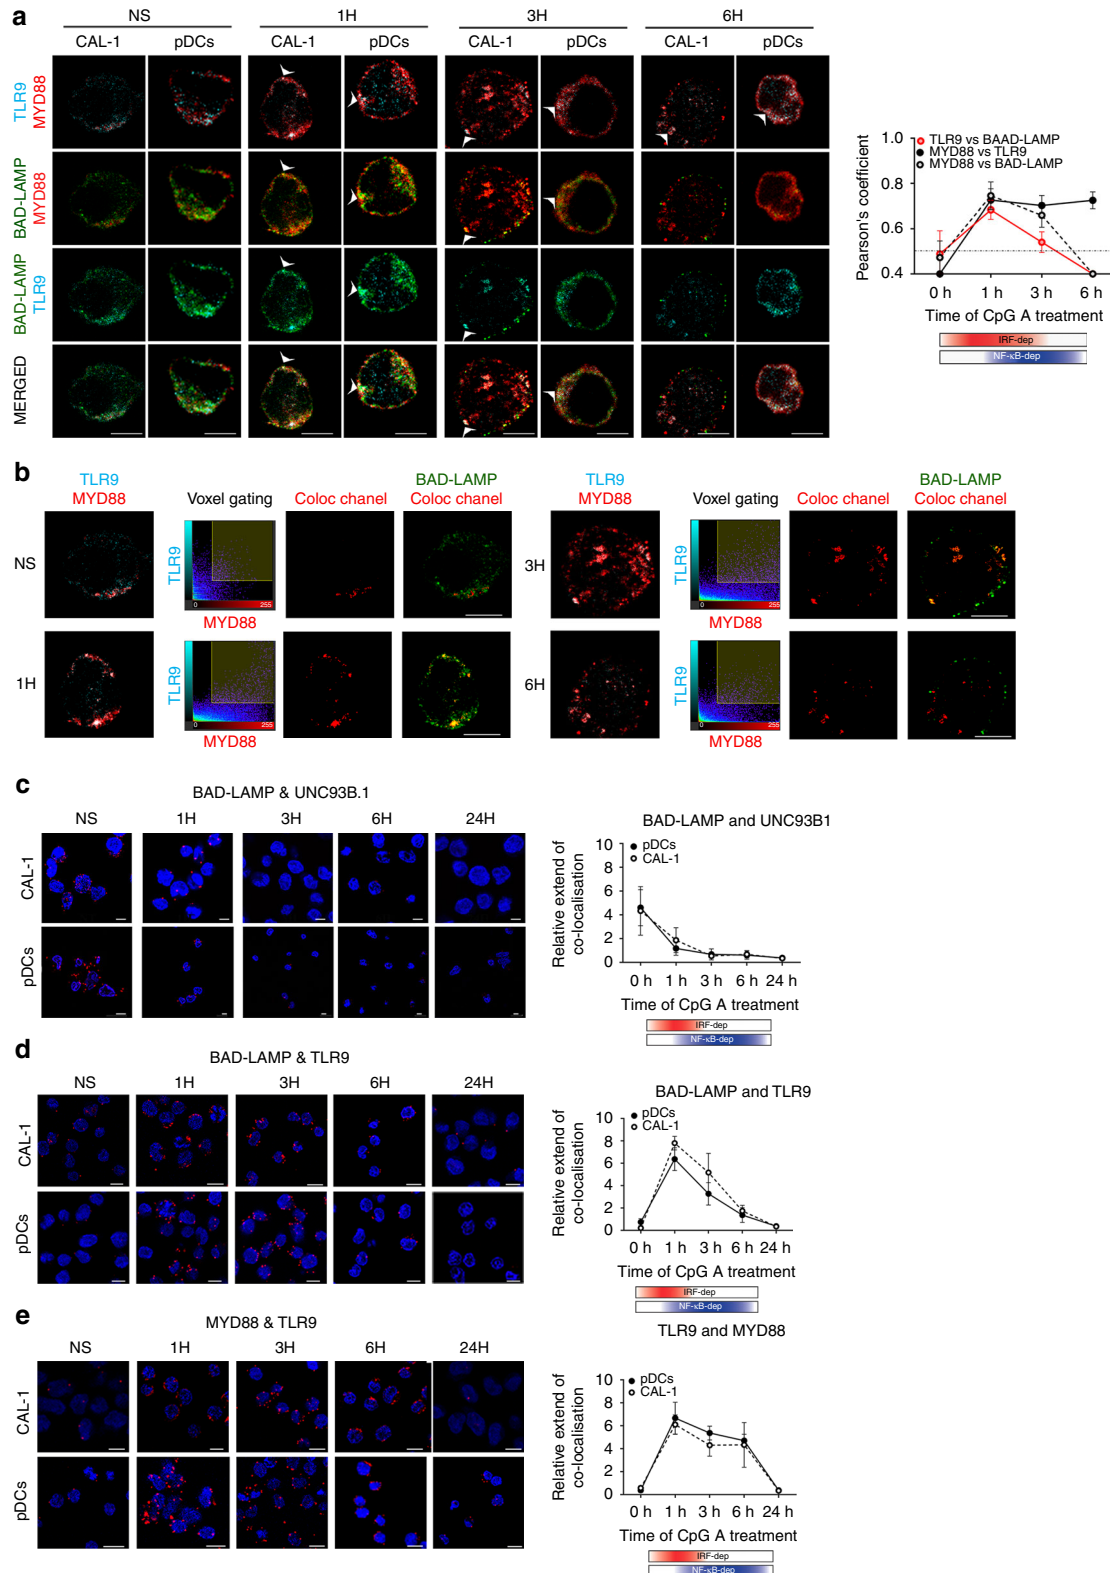 a
NS 1H 3H 6H
CAL-1 pDCs CAL-1 pDCs CAL-1 pDCs CAL-1 pDCs
TLR9
MYD88
BAD-LAMP
MYD88
BAD-LAMP
TLR9
MERGED
TLR9 vs BAAD-LAMP
MYD88 vs TLR9
MYD88 vs BAD-LAMP
Pearson's coefficient
1.0
0.8
0.6
0.4
0 h 1 h 3 h 6 h
Time of CpG A treatment
IRF-dep
NF-κB-dep
b
TLR9
MYD88
Voxel gating
Coloc chanel
BAD-LAMP
Coloc chanel
TLR9
MYD88
Voxel gating
Coloc chanel
BAD-LAMP
Coloc chanel
NS
TLR9
0 255
MYD88
3H
TLR9
0 255
MYD88
1H
TLR9
0 255
MYD88
6H
TLR9
0 255
MYD88
c
BAD-LAMP & UNC93B.1
NS 1H 3H 6H 24H
CAL-1
pDCs
BAD-LAMP and UNC93B1
pDCs
CAL-1
Relative extend of
co-localisation
10
8
6
4
2
0
0 h 1 h 3 h 6 h 24 h
Time of CpG A treatment
IRF-dep
NF-κB-dep
d
BAD-LAMP & TLR9
NS 1H 3H 6H 24H
CAL-1
pDCs
BAD-LAMP and TLR9
pDCs
CAL-1
Relative extend of
co-localisation
10
8
6
4
2
0
0 h 1 h 3 h 6 h 24 h
Time of CpG A treatment
IRF-dep
NF-κB-dep
e
MYD88 & TLR9
NS 1H 3H 6H 24H
CAL-1
pDCs
TLR9 and MYD88
pDCs
CAL-1
Relative extend of
co-localisation
10
8
6
4
2
0
0 h 1 h 3 h 6 h 24 h
Time of CpG A treatment
IRF-dep
NF-κB-dep